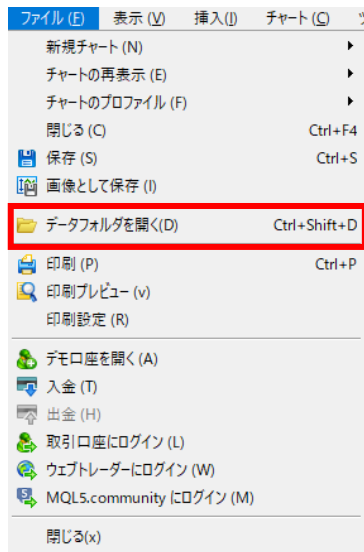 ファイル (F) 表示 (V) 挿入(I) チャート (C)
新規チャート (N)
チャートの再表示 (E)
チャートのプロファイル (F)
閉じる (C) Ctrl+F4
保存 (S) Ctrl+S
画像として保存 (I)
データフォルダを開く(D) Ctrl+Shift+D
印刷 (P) Ctrl+P
印刷プレビュー (v)
印刷設定 (R)
デモ口座を開く (A)
入金 (T)
出金 (H)
取引口座にログイン (L)
ウェブトレーダーにログイン (W)
MQL5.community にログイン (M)
閉じる(x)